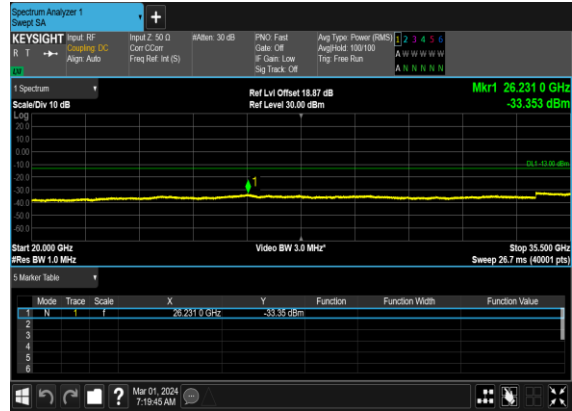 Spectrum Analyzer 1
Swept SA
+
KEYSIGHT Input: RF Input Z: 50 Ω #Atten: 30 dB PNO: Fast Avg Type: Power (RMS) 1 2 3 4 5 6
R T Coupling: DC Corr CCorr Gate: Off Avg|Hold: 100/100 A W W W W W
Align: Auto Freq Ref: Int (S) IF Gain: Low Trig: Free Run
Sig Track: Off A N N N N N
1 Spectrum Ref Lvl Offset 18.87 dB Mkr1 26.231 0 GHz
Scale/Div 10 dB Ref Level 30.00 dBm -33.353 dBm
Log
20.0
10.0
0.00
-10.0 DL1 -13.00 dBm
-20.0 1
-30.0
-40.0
-50.0
-60.0
Start 20.000 GHz Video BW 3.0 MHz* Stop 35.500 GHz
#Res BW 1.0 MHz Sweep 26.7 ms (40001 pts)
5 Marker Table
Mode Trace Scale X Y Function Function Width Function Value
1 N 1 f 26.231 0 GHz -33.35 dBm
2
3
4
5
6
? Mar 01, 2024
7:19:45 AM